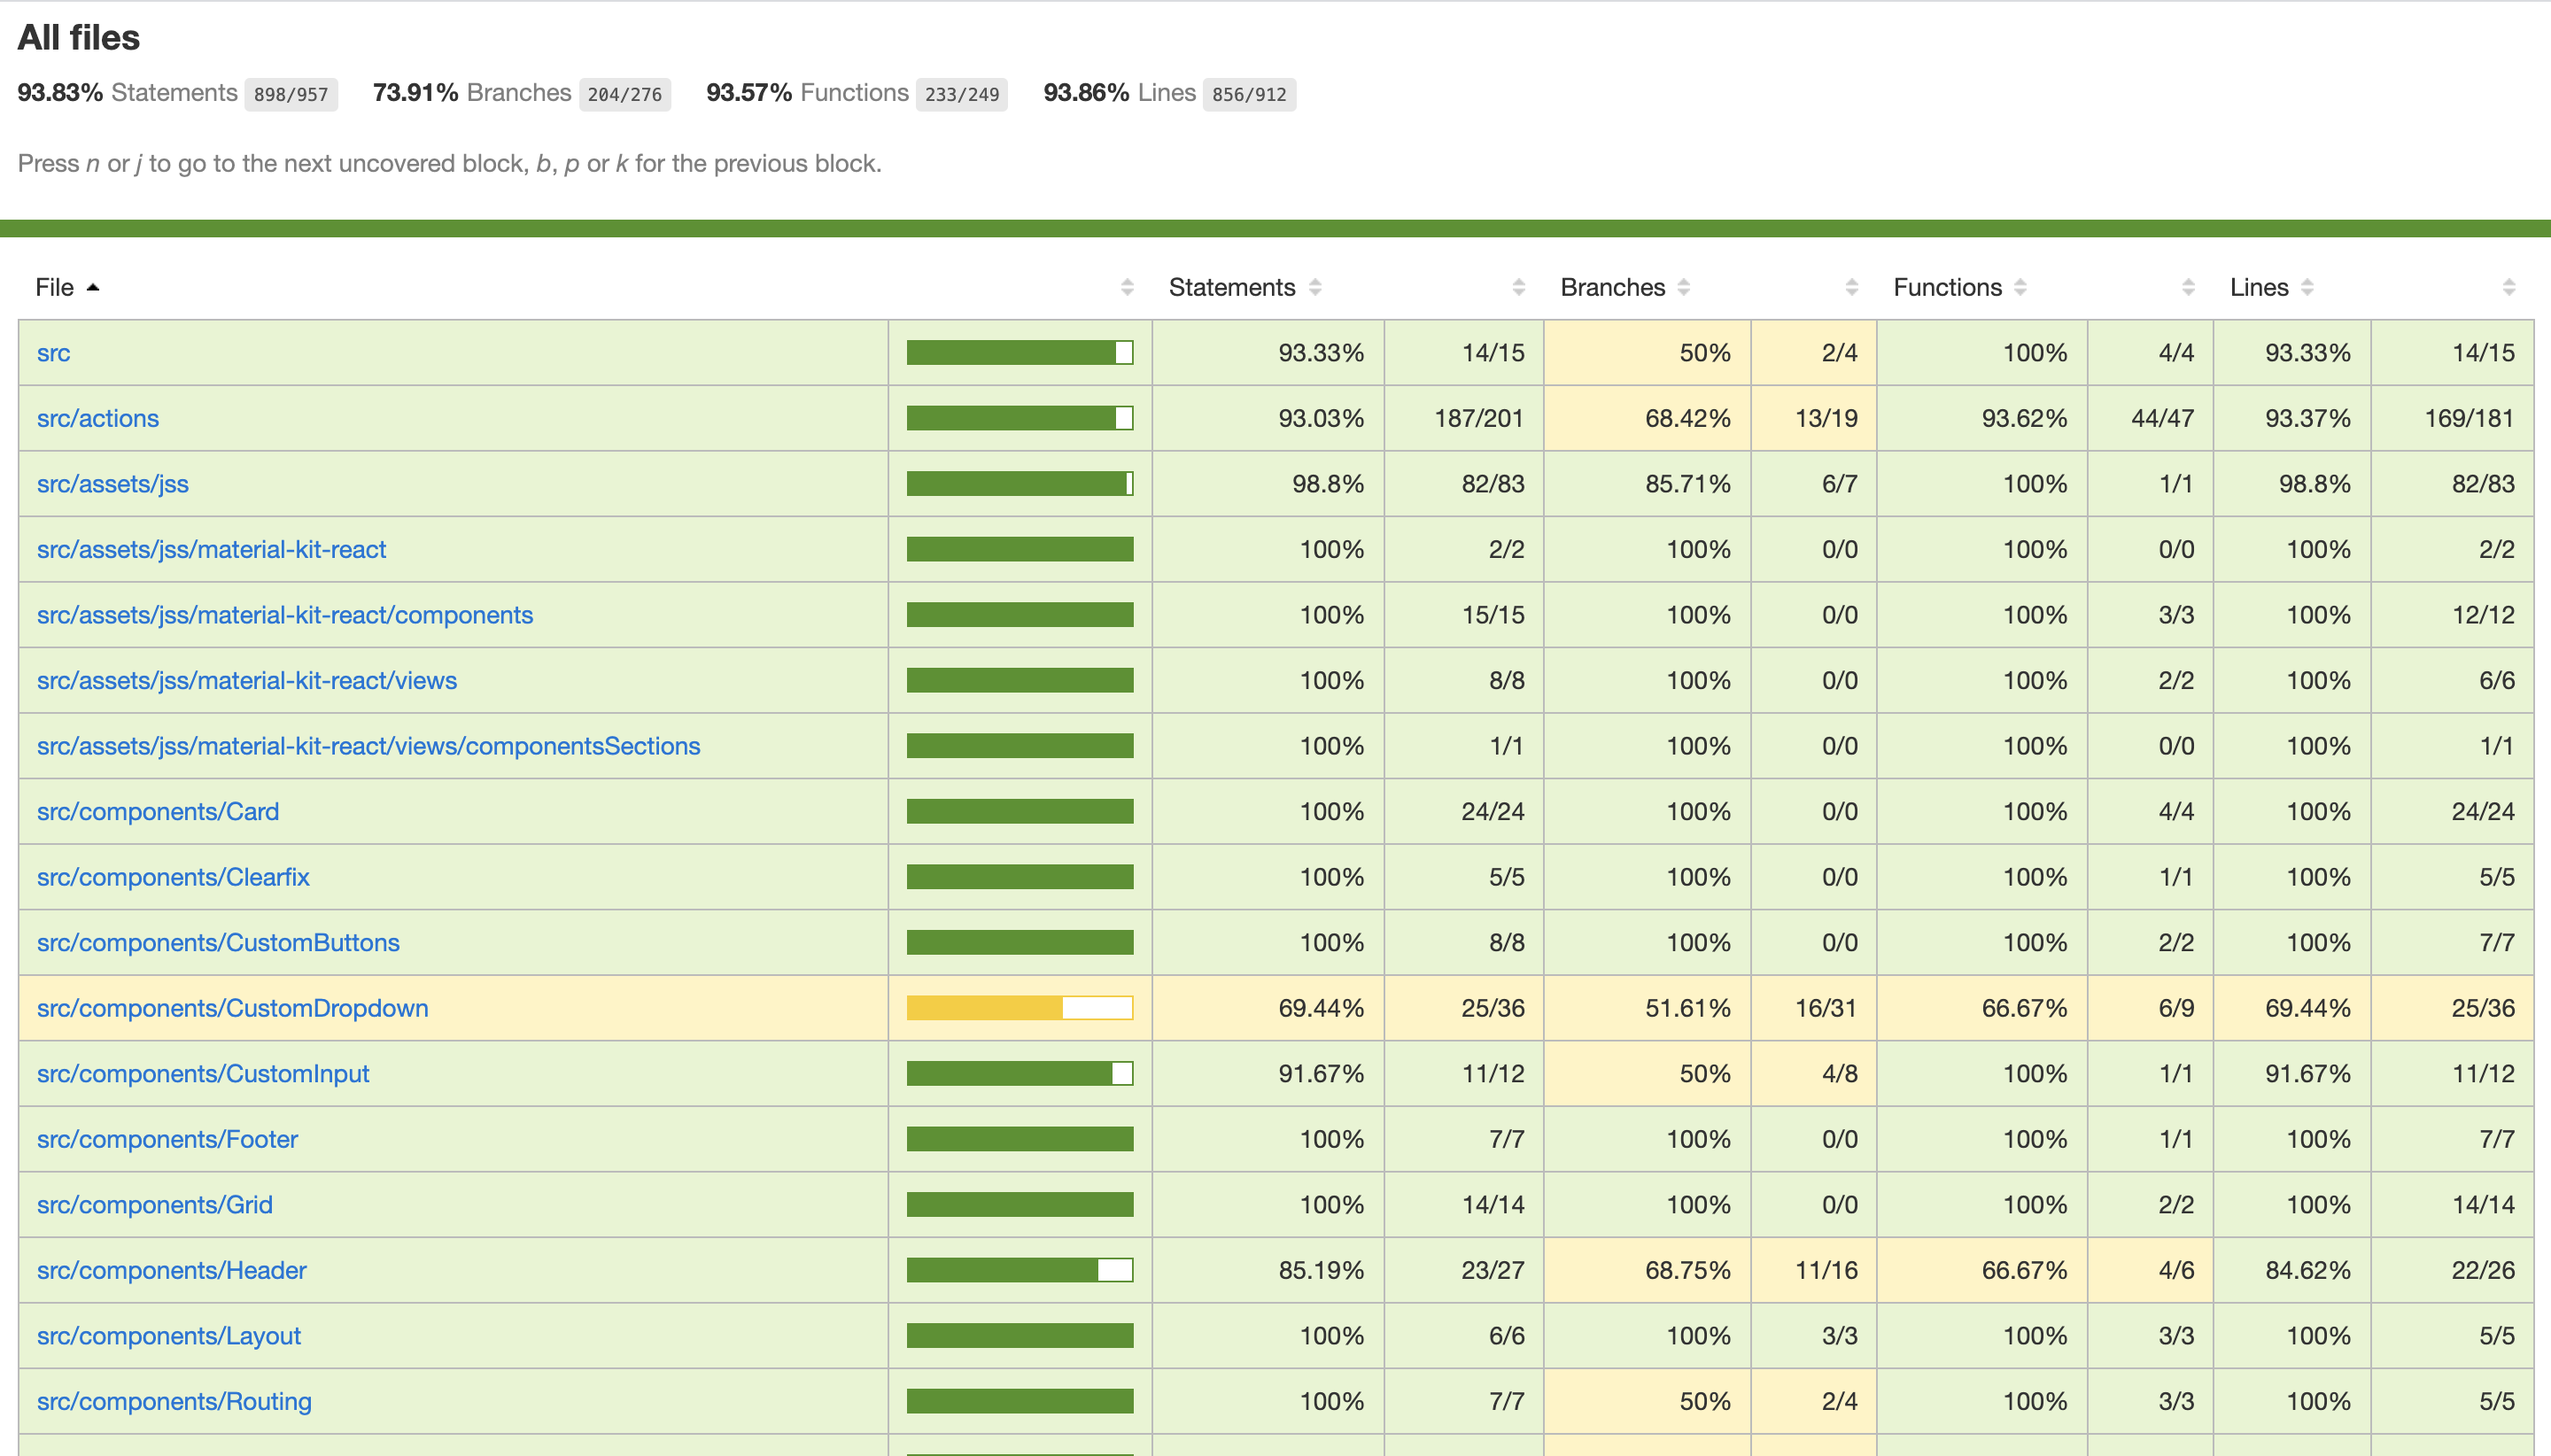 All files
93.83% Statements 898/957 73.91% Branches 204/276 93.57% Functions 233/249 93.86% Lines 856/912
Press n or j to go to the next uncovered block, b, p or k for the previous block.
File Statements Branches Functions Lines
src 93.33% 14/15 50% 2/4 100% 4/4 93.33% 14/15
src/actions 93.03% 187/201 68.42% 13/19 93.62% 44/47 93.37% 169/181
src/assets/jss 98.8% 82/83 85.71% 6/7 100% 1/1 98.8% 82/83
src/assets/jss/material-kit-react 100% 2/2 100% 0/0 100% 0/0 100% 2/2
src/assets/jss/material-kit-react/components 100% 15/15 100% 0/0 100% 3/3 100% 12/12
src/assets/jss/material-kit-react/views 100% 8/8 100% 0/0 100% 2/2 100% 6/6
src/assets/jss/material-kit-react/views/componentsSections 100% 1/1 100% 0/0 100% 0/0 100% 1/1
src/components/Card 100% 24/24 100% 0/0 100% 4/4 100% 24/24
src/components/Clearfix 100% 5/5 100% 0/0 100% 1/1 100% 5/5
src/components/CustomButtons 100% 8/8 100% 0/0 100% 2/2 100% 7/7
src/components/CustomDropdown 69.44% 25/36 51.61% 16/31 66.67% 6/9 69.44% 25/36
src/components/CustomInput 91.67% 11/12 50% 4/8 100% 1/1 91.67% 11/12
src/components/Footer 100% 7/7 100% 0/0 100% 1/1 100% 7/7
src/components/Grid 100% 14/14 100% 0/0 100% 2/2 100% 14/14
src/components/Header 85.19% 23/27 68.75% 11/16 66.67% 4/6 84.62% 22/26
src/components/Layout 100% 6/6 100% 3/3 100% 3/3 100% 5/5
src/components/Routing 100% 7/7 50% 2/4 100% 3/3 100% 5/5